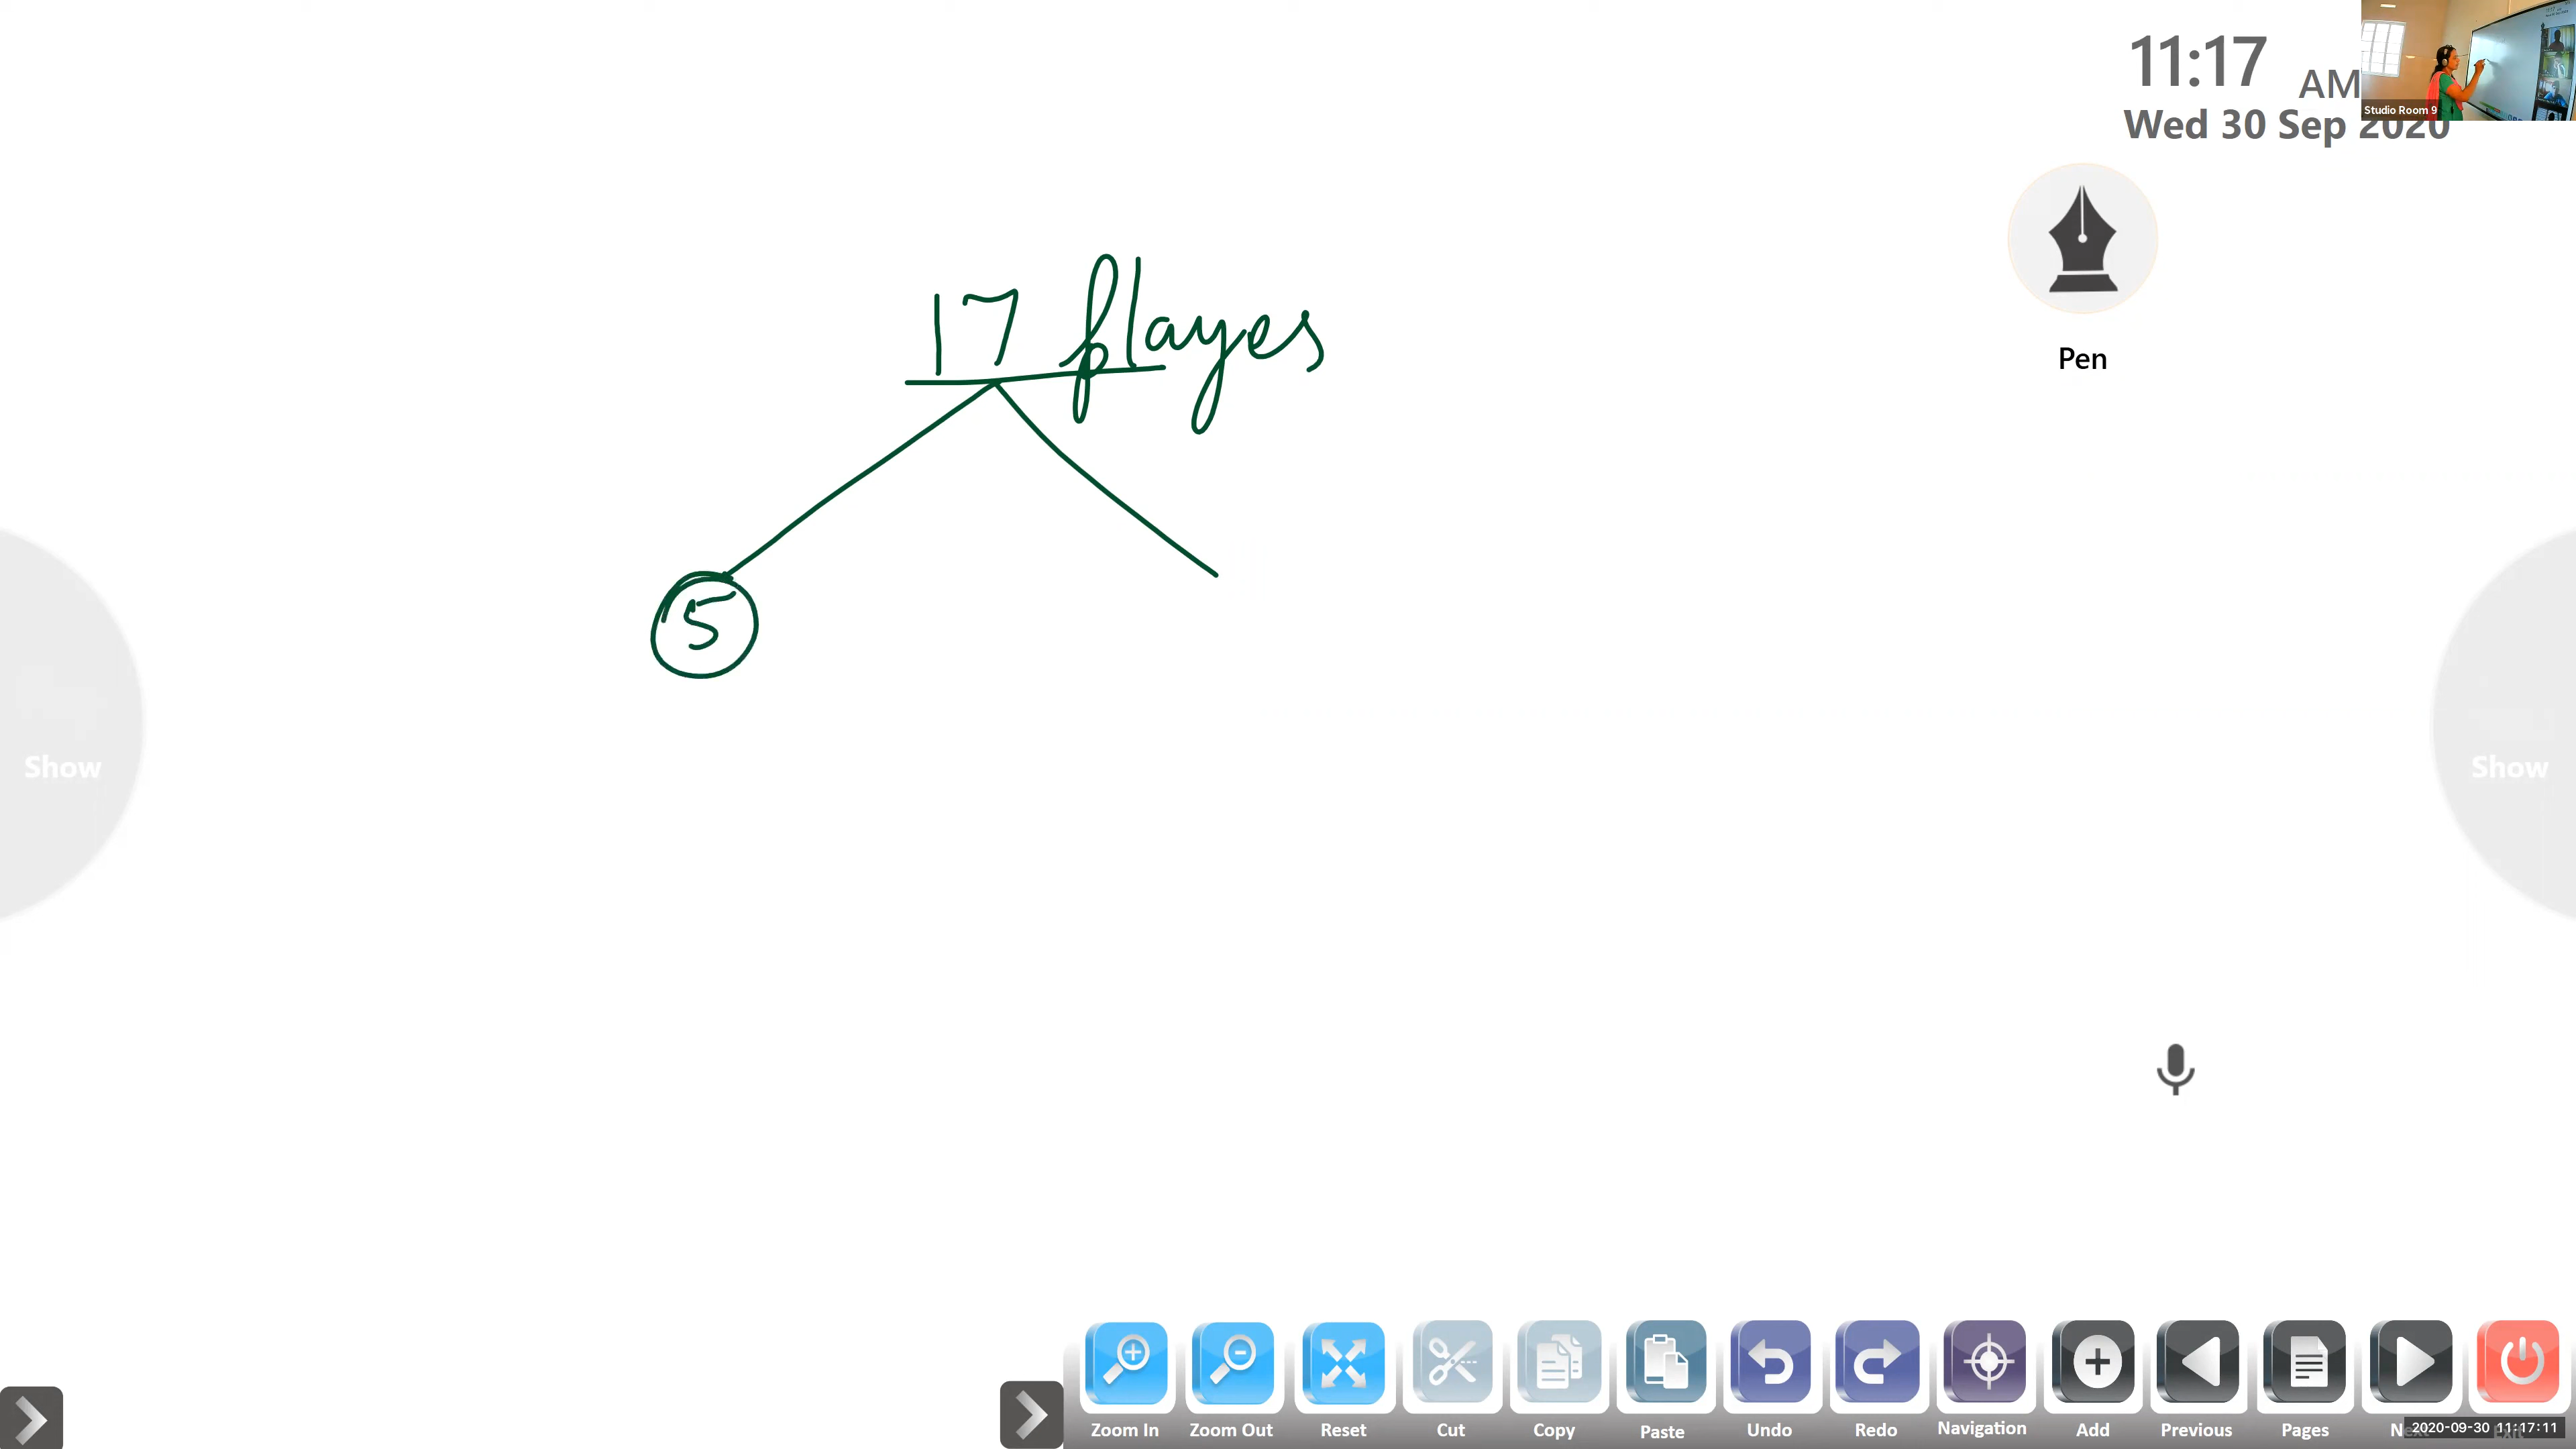 11:17 AM
Studio Room 9
Wed 30 Sep 2020
17 playes
Pen
5
Show
Show
Zoom In Zoom Out Reset Cut Copy Paste Undo Redo Navigation Add Previous Pages
2020-09-30 11:17:11